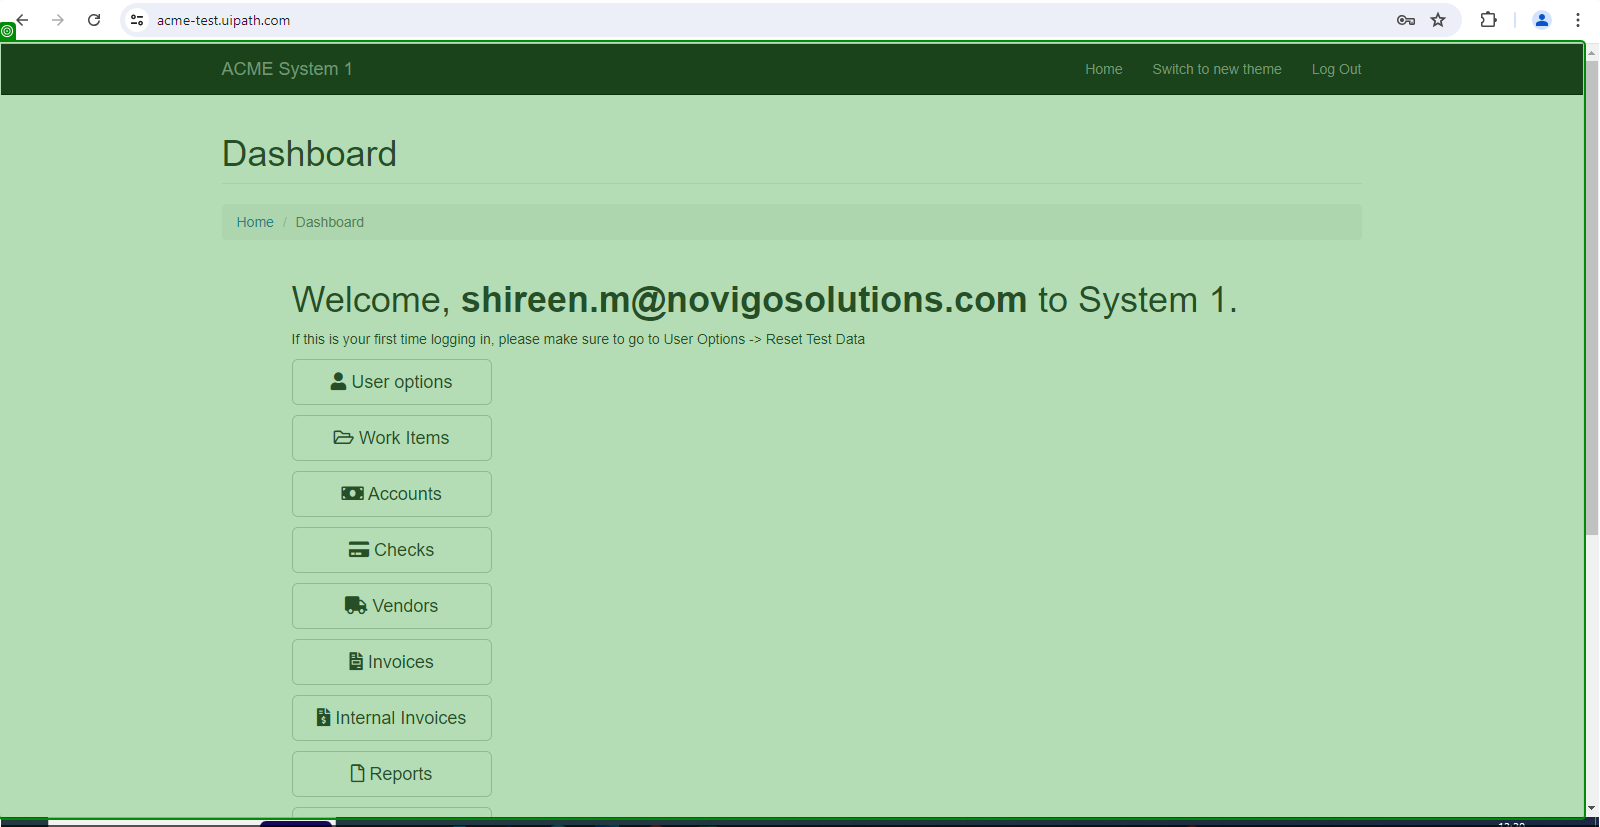 acme-test.uipath.com
ACME System 1 Home Switch to new theme Log Out
Dashboard
Home / Dashboard
Welcome, shireen.m@novigosolutions.com to System 1.
If this is your first time logging in, please make sure to go to User Options -> Reset Test Data
User options
Work Items
Accounts
Checks
Vendors
Invoices
Internal Invoices
Reports